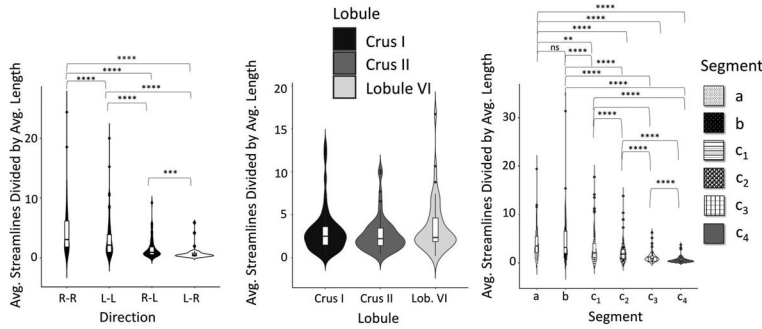 Avg. Streamlines Divided by Avg. Length
20
10
0
****
****
****
****
****
***
R-R L-L R-L L-R
Direction
Lobule
Crus I
Crus II
Lobule VI
Avg. Streamlines Divided by Avg. Length
20
15
10
5
0
Crus I Crus II Lob. VI
Lobule
Avg. Streamlines Divided by Avg. Length
30
20
10
0
****
****
****
**
ns ****
****
****
****
****
****
****
****
****
a b c₁ c₂ c₃ c₄
Segment
Segment
a
b
c₁
c₂
c₃
c₄